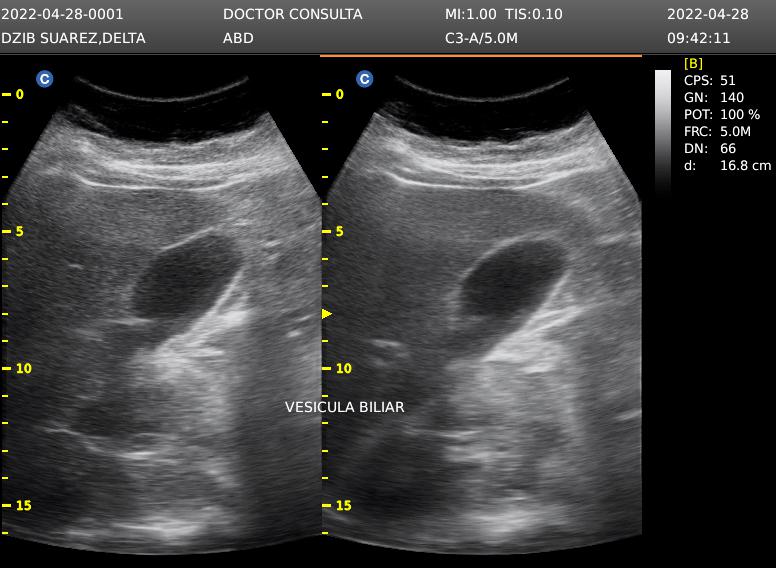 2022-04-28-0001 DOCTOR CONSULTA MI:1.00 TIS:0.10 2022-04-28
DZIB SUAREZ,DELTA ABD C3-A/5.0M 09:42:11
C C
[B]
CPS: 51
GN: 140
POT: 100 %
FRC: 5.0M
DN: 66
d: 16.8 cm
0 0
5 5
10 10
VESICULA BILIAR
15 15